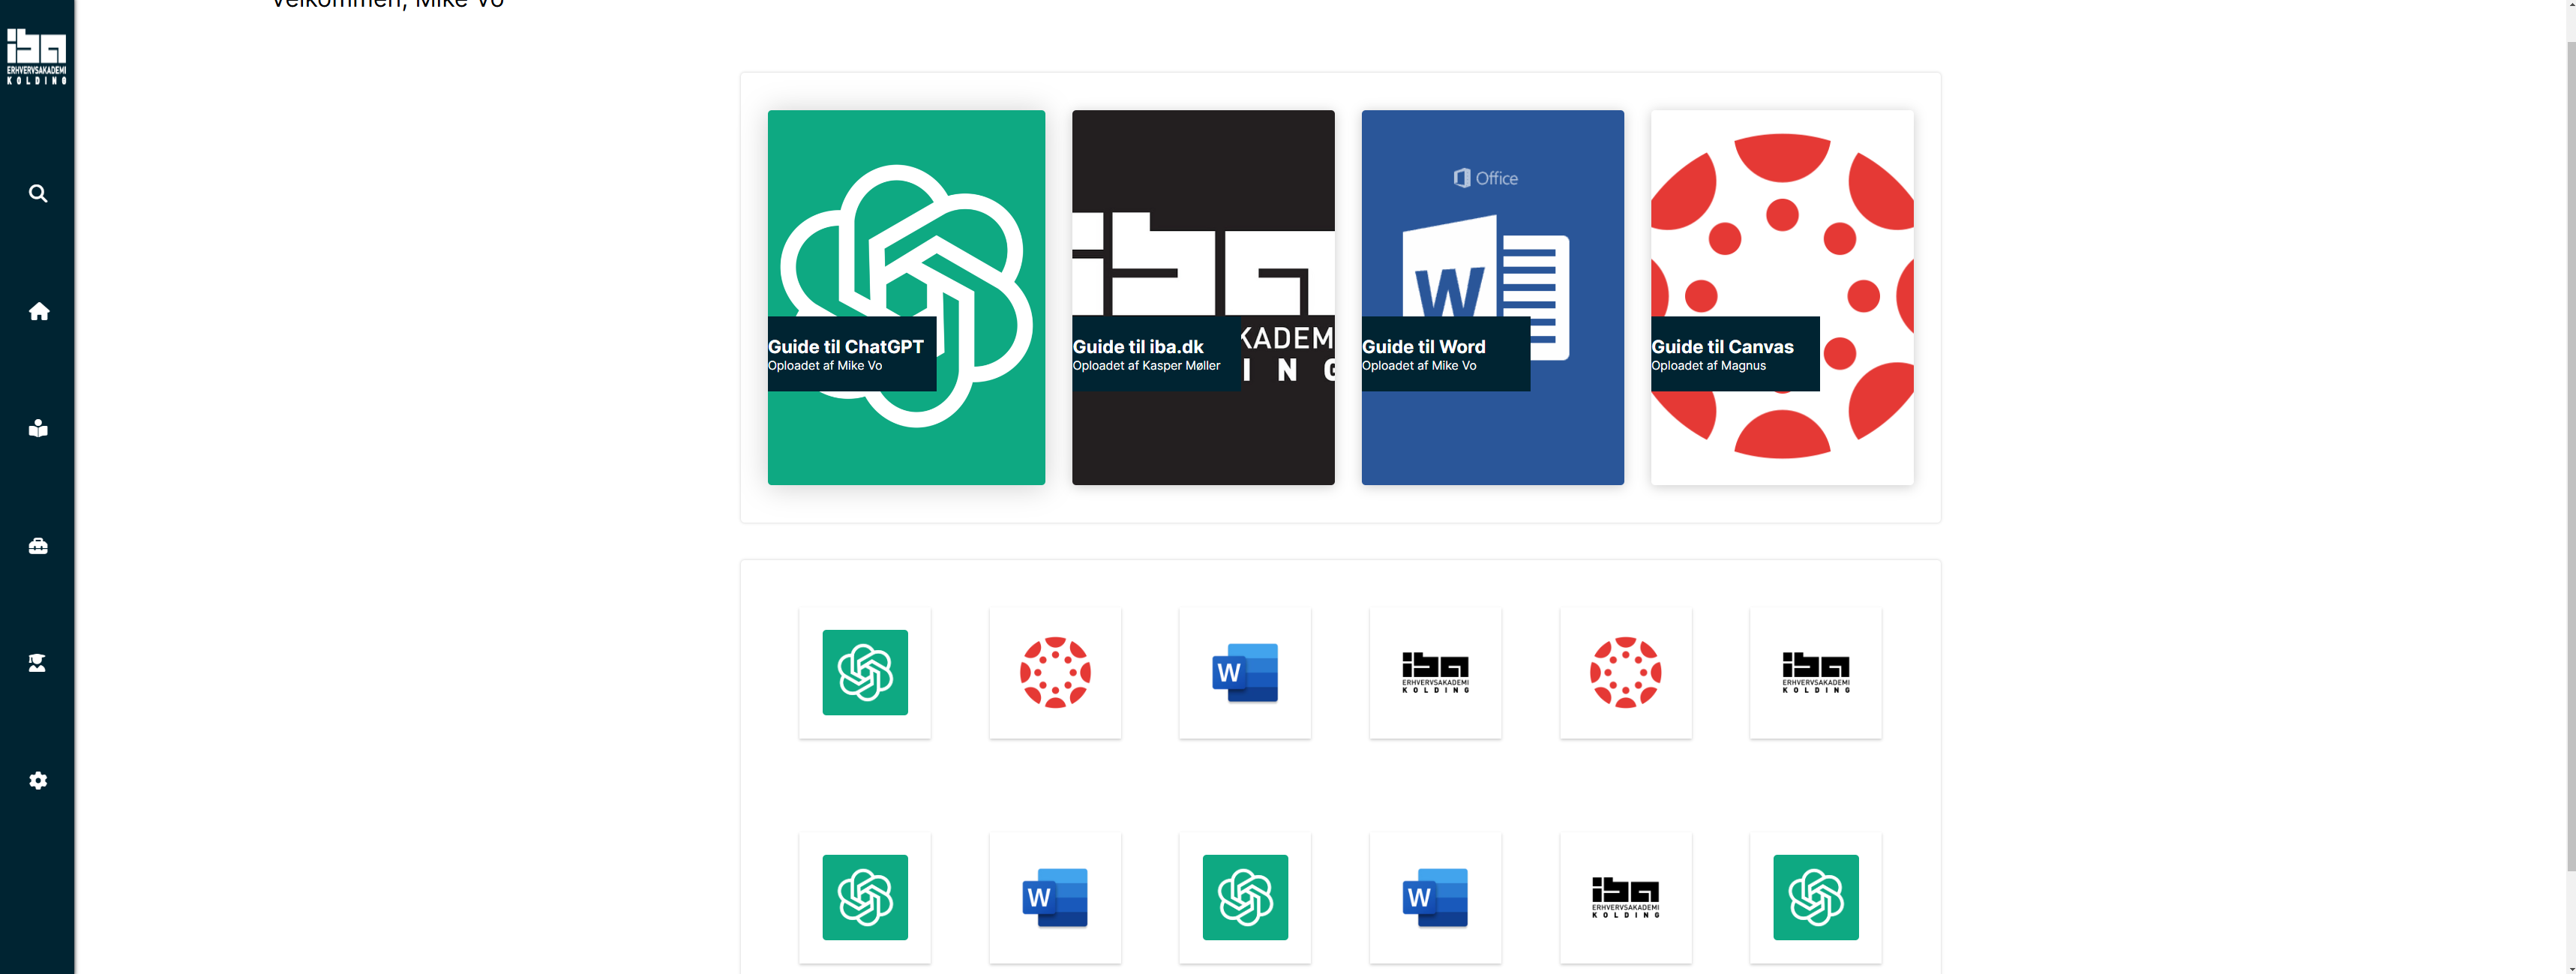 Velkommen, Mike Vo
iba
ERHVERVSAKADEMI
KOLDING
Office
W
iba
KADEM
ING
Guide til ChatGPT
Oploadet af Mike Vo
Guide til iba.dk
Oploadet af Kasper Møller
Guide til Word
Oploadet af Mike Vo
Guide til Canvas
Oploadet af Magnus
W
iba
ERHVERVSAKADEMI
KOLDING
iba
ERHVERVSAKADEMI
KOLDING
W
W
iba
ERHVERVSAKADEMI
KOLDING